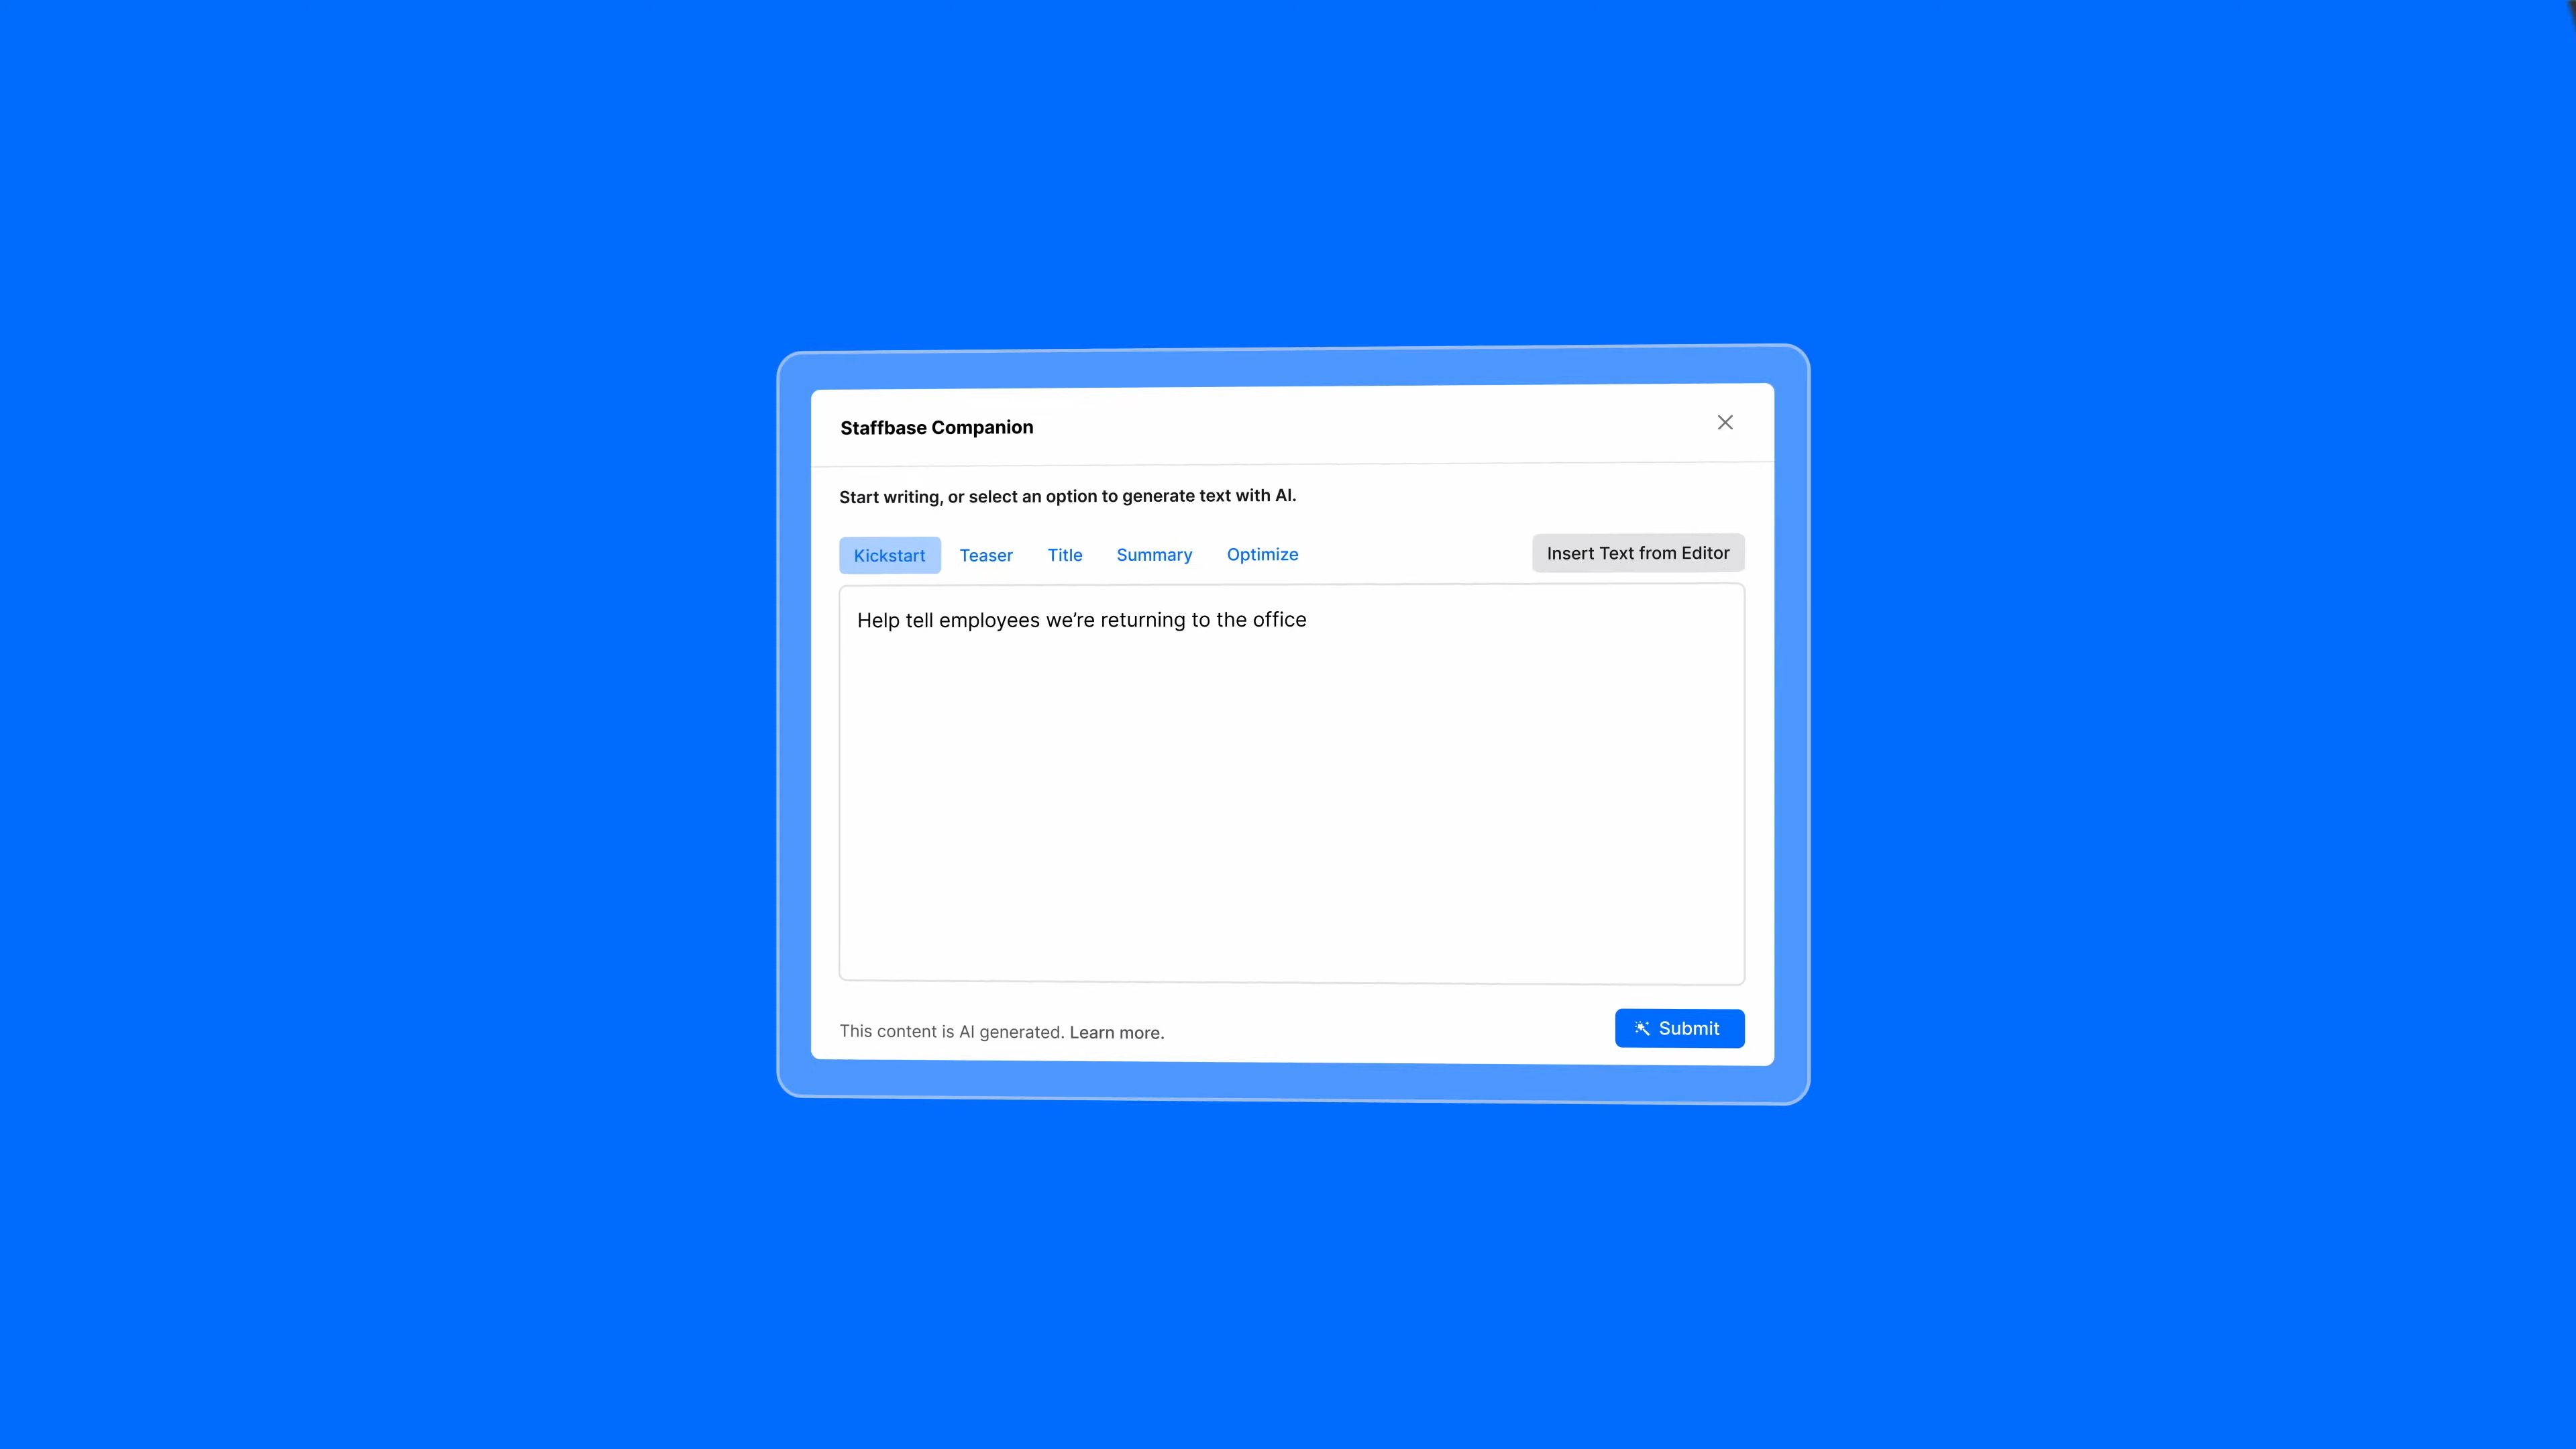 Staffbase Companion
Start writing, or select an option to generate text with AI.
Kickstart Teaser Title Summary Optimize Insert Text from Editor
Help tell employees we’re returning to the office
This content is AI generated. Learn more. Submit